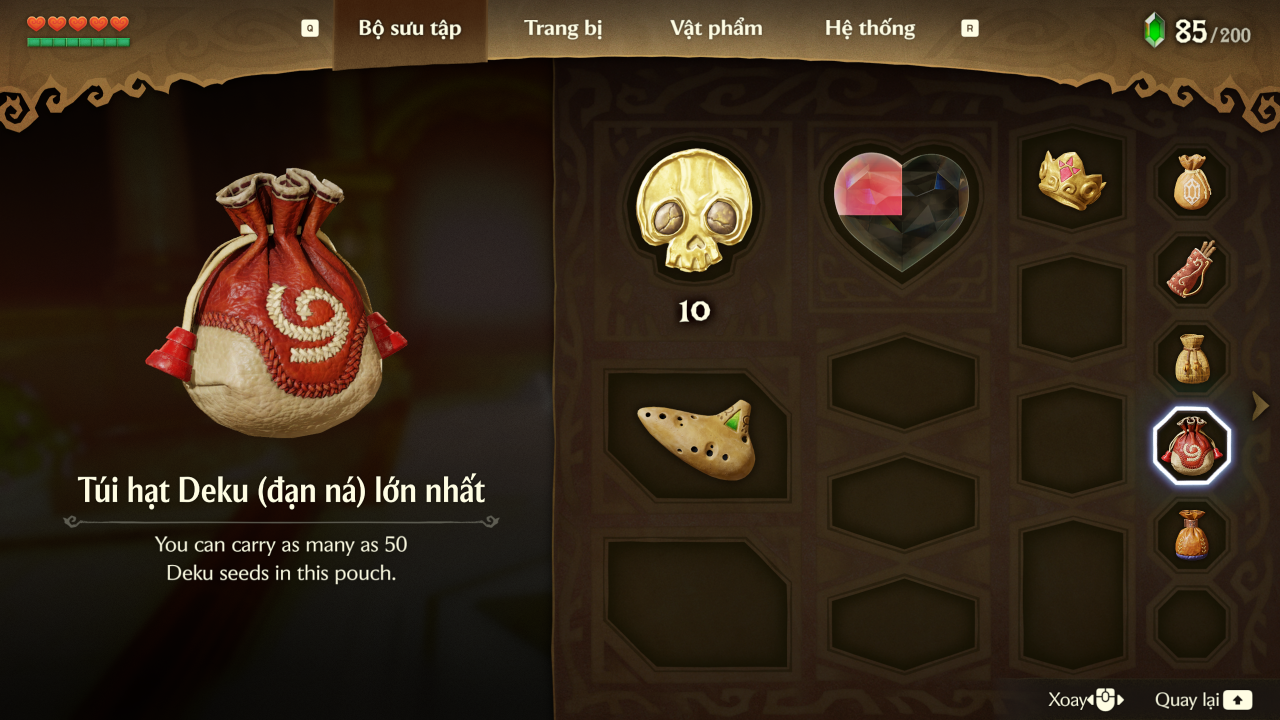 Q
Bộ sưu tập
Trang bị
Vật phẩm
Hệ thống
R
85/200
10
Túi hạt Deku (đạn ná) lớn nhất
You can carry as many as 50
Deku seeds in this pouch.
Xoay
Quay lại